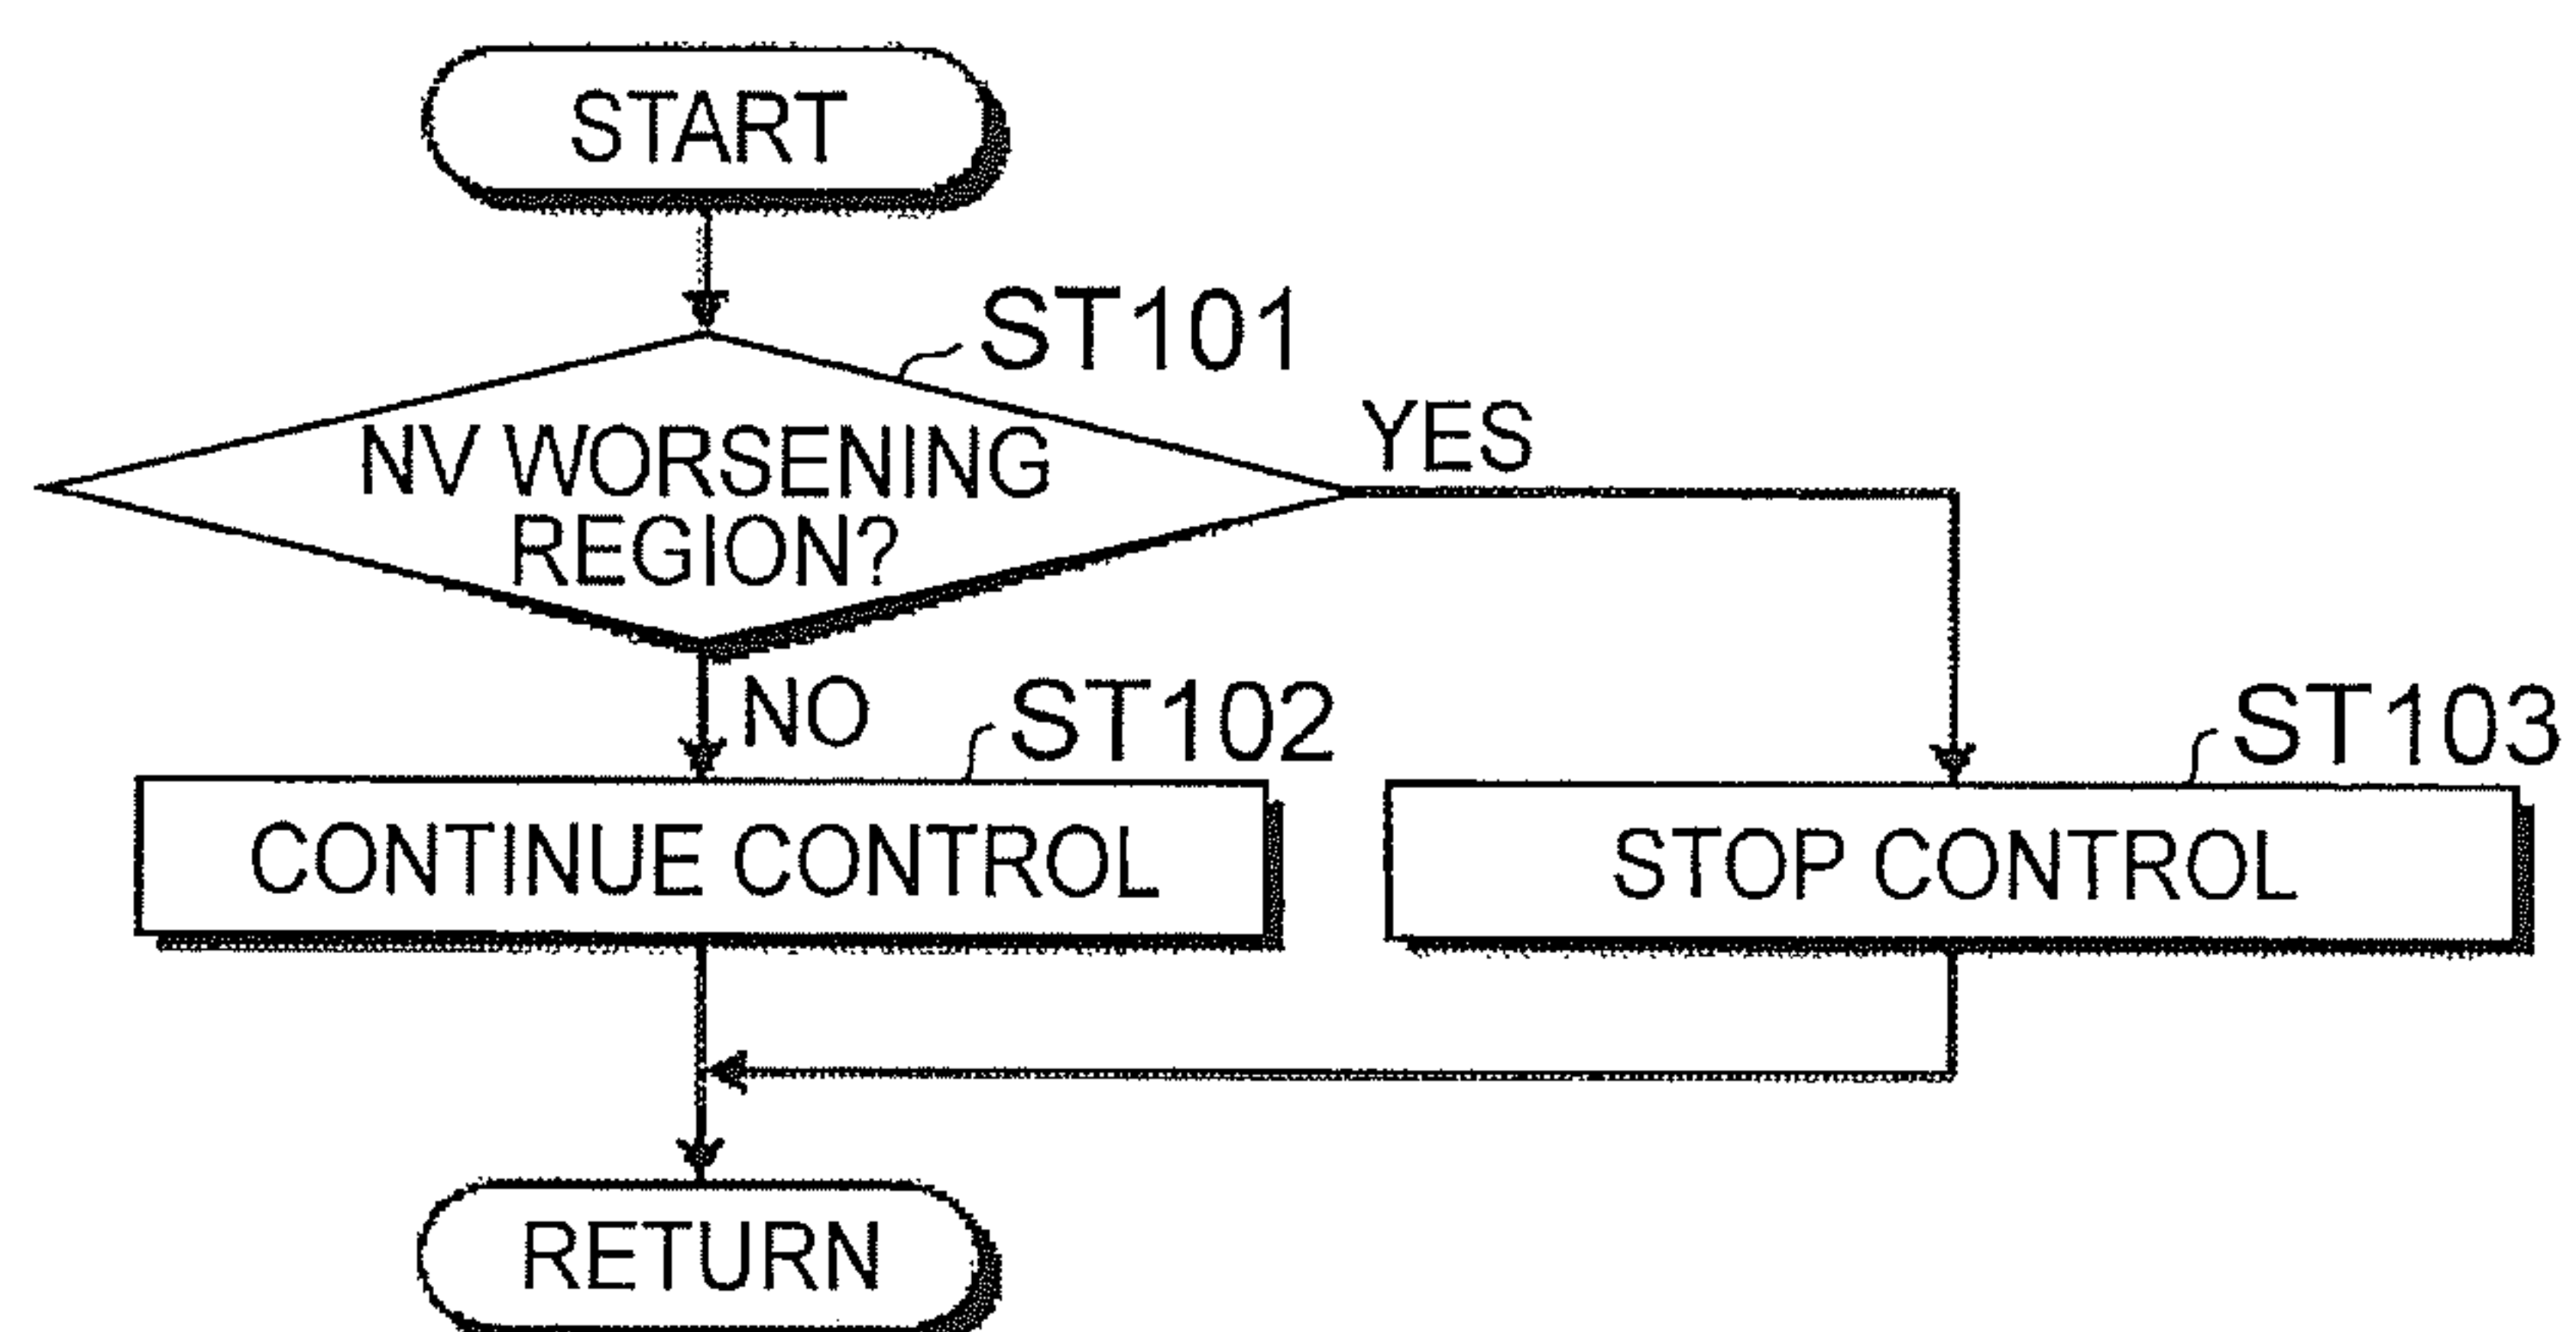 START
ST101
NV WORSENING
REGION?
YES
NO
ST102
ST103
CONTINUE CONTROL
STOP CONTROL
RETURN